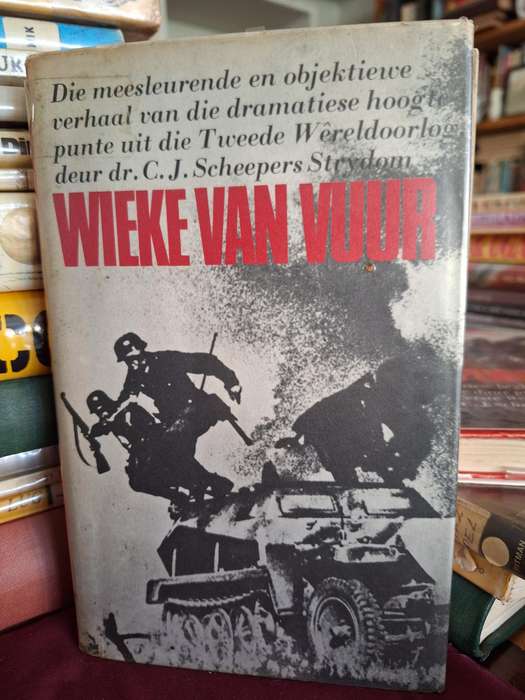 Die meesleurende en objektiewe
verhaal van die dramatiese hoogte
punte uit die Tweede Wêreldoorlog
deur dr. C. J. Scheepers Strydom
WIEKE VAN VUUR